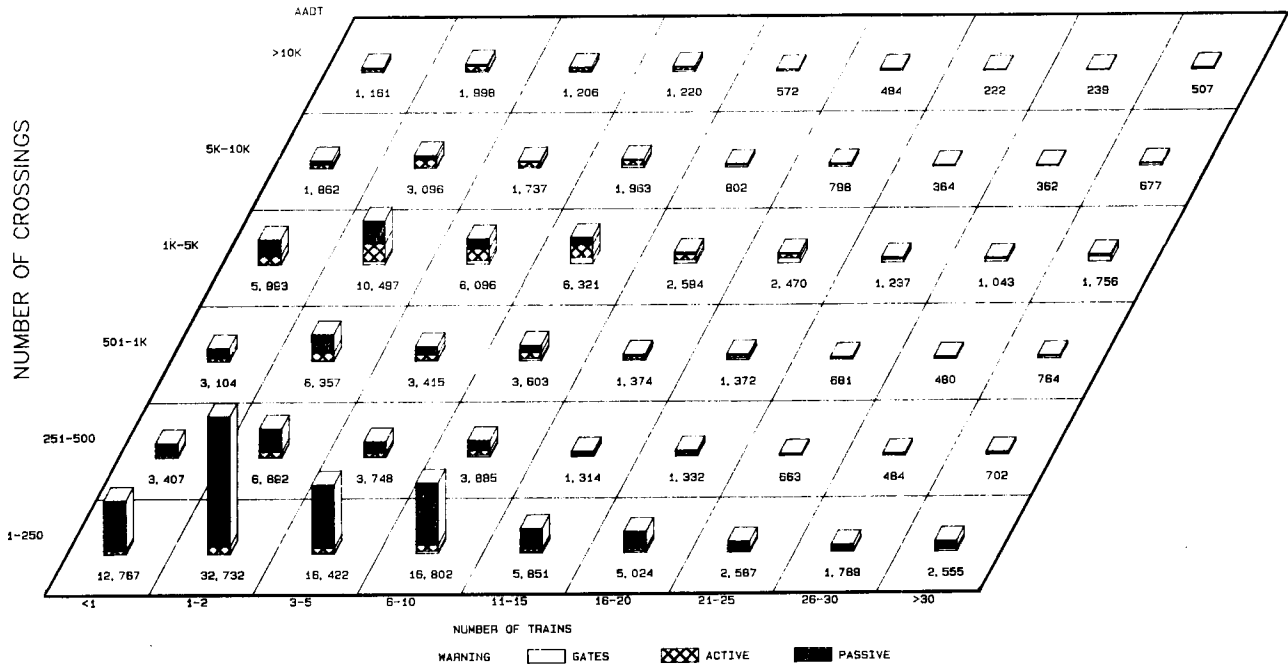 AADT
>10K
1, 161 1, 998 1, 206 1, 220 572 484 222 239 507
5K-10K
1, 862 3, 096 1, 737 1, 963 802 798 364 362 677
1K-5K
5, 993 10, 497 6, 096 6, 321 2, 594 2, 470 1, 237 1, 043 1, 756
501-1K
3, 104 6, 357 3, 415 3, 603 1, 374 1, 372 681 480 764
251-500
3, 407 6, 892 3, 748 3, 885 1, 314 1, 332 663 484 702
1-250
12, 767 32, 732 16, 422 16, 802 5, 851 5, 024 2, 587 1, 789 2, 555
<1 1-2 3-5 6-10 11-15 16-20 21-25 26-30 >30
NUMBER OF CROSSINGS
NUMBER OF TRAINS
WARNING GATES ACTIVE PASSIVE